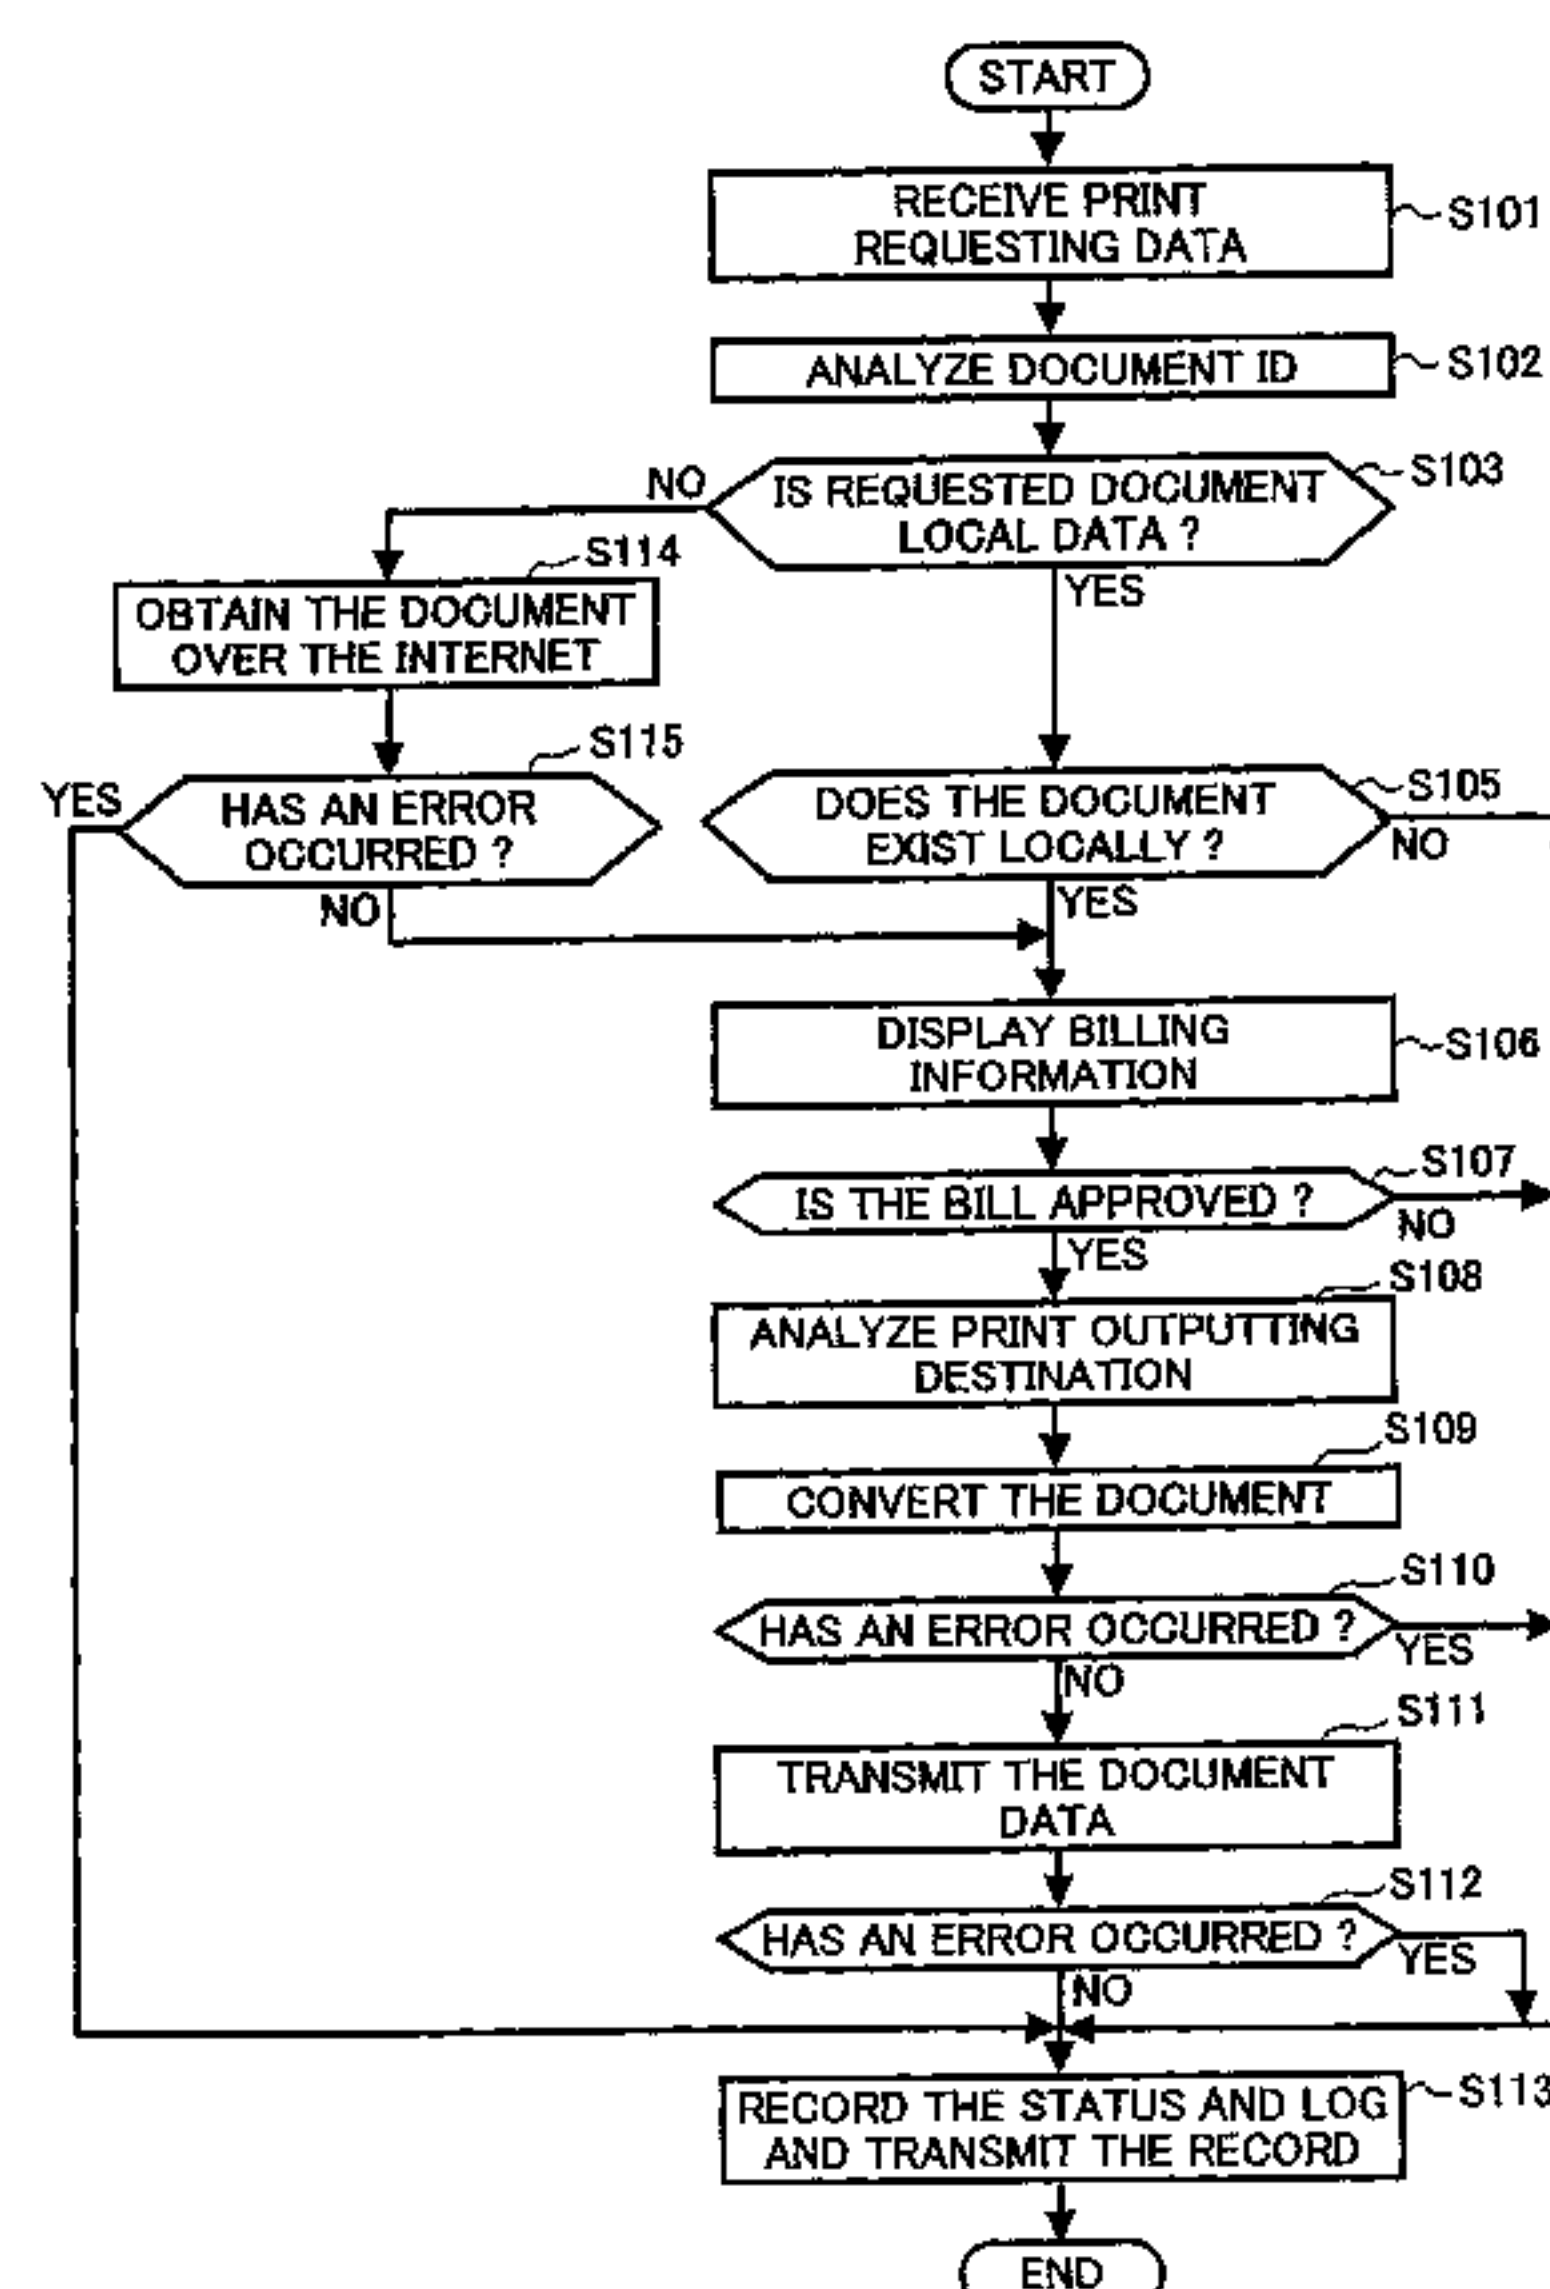 START
RECEIVE PRINT
REQUESTING DATA
S101
ANALYZE DOCUMENT ID
S102
IS REQUESTED DOCUMENT
LOCAL DATA ?
S103
NO
YES
S114
OBTAIN THE DOCUMENT
OVER THE INTERNET
S115
YES
HAS AN ERROR
OCCURRED ?
NO
DOES THE DOCUMENT
EXIST LOCALLY ?
S105
NO
YES
DISPLAY BILLING
INFORMATION
S106
IS THE BILL APPROVED ?
S107
NO
YES
S108
ANALYZE PRINT OUTPUTTING
DESTINATION
S109
CONVERT THE DOCUMENT
S110
HAS AN ERROR OCCURRED ?
YES
NO
S111
TRANSMIT THE DOCUMENT
DATA
S112
HAS AN ERROR OCCURRED ?
YES
NO
RECORD THE STATUS AND LOG
AND TRANSMIT THE RECORD
S113
END